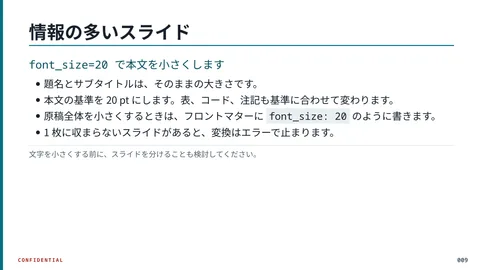 情報の多いスライド
font_size=20 で本文を小さくします
• 題名とサブタイトルは、そのままの大きさです。
• 本文の基準を 20 pt にします。表、コード、注記も基準に合わせて変わります。
• 原稿全体を小さくするときは、フロントマターに font_size: 20 のように書きます。
• 1 枚に収まらないスライドがあると、変換はエラーで止まります。
文字を小さくする前に、スライドを分けることも検討してください。
CONFIDENTIAL
009